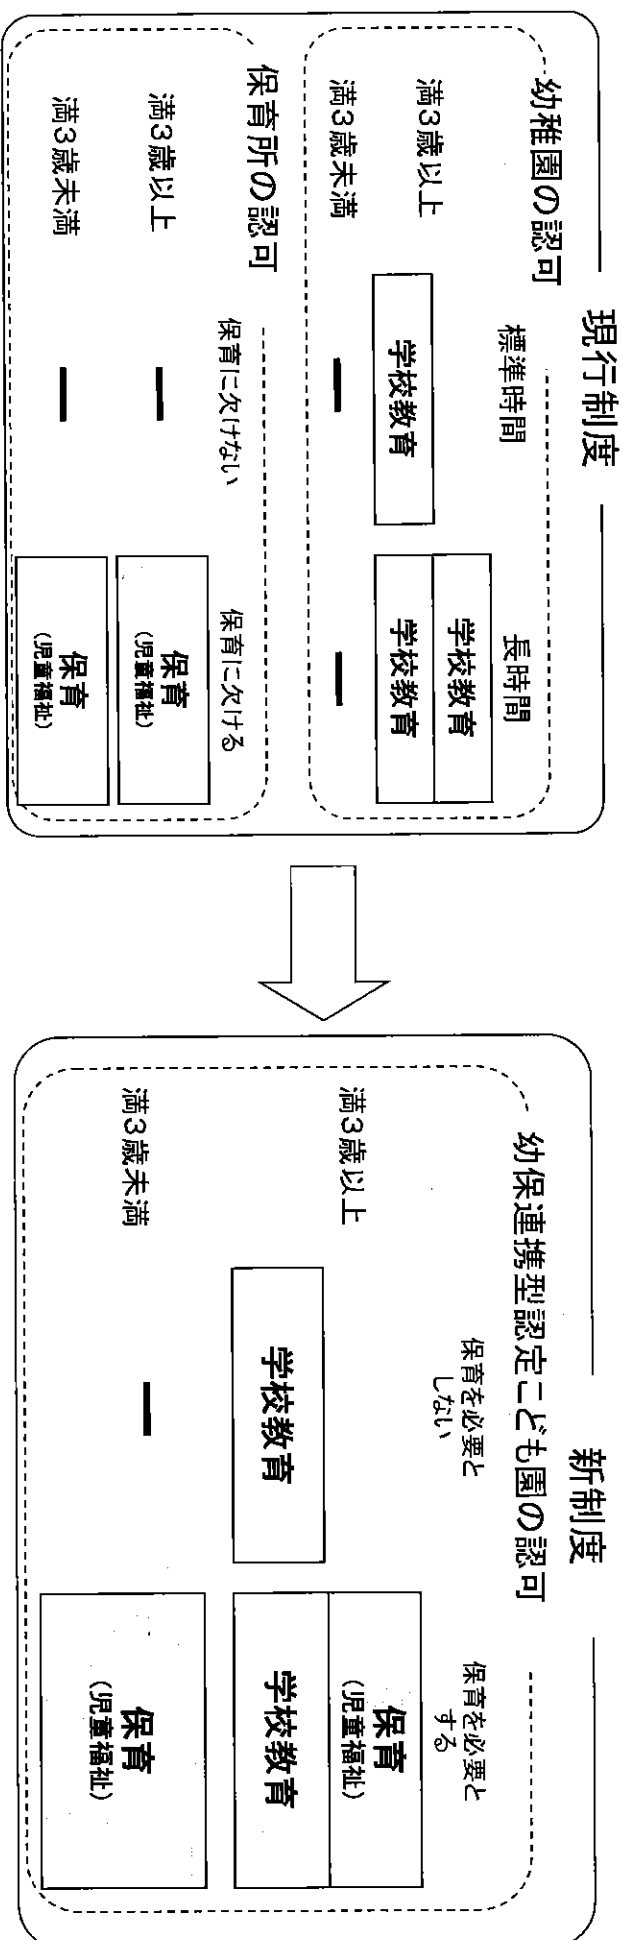 現行制度
幼稚園の認可
標準時間
長時間
満3歳以上
学校教育
学校教育
学校教育
満3歳未満
ー
ー
保育所の認可
保育に欠けない
保育に欠ける
満3歳以上
ー
保育
(児童福祉)
満3歳未満
ー
保育
(児童福祉)
新制度
幼保連携型認定こども園の認可
保育を必要と
しない
保育を必要と
する
満3歳以上
学校教育
保育
(児童福祉)
学校教育
満3歳未満
ー
保育
(児童福祉)